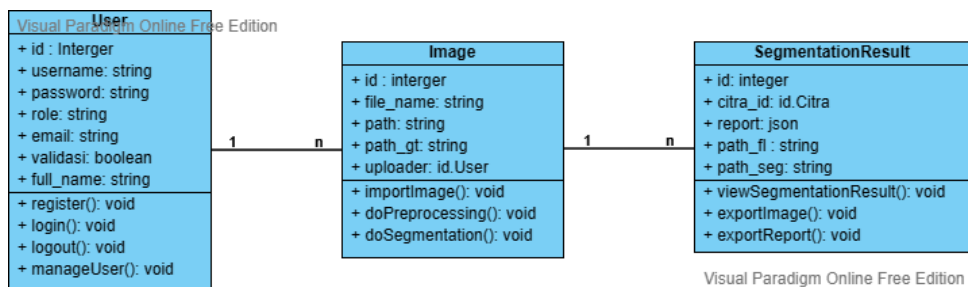 User
Visual Paradigm Online Free Edition
+ id : Interger
+ username: string
+ password: string
+ role: string
+ email: string
+ validasi: boolean
+ full_name: string
+ register(): void
+ login(): void
+ logout(): void
+ manageUser(): void
1
n
Image
+ id : interger
+ file_name: string
+ path: string
+ path_gt: string
+ uploader: id.User
+ importImage(): void
+ doPreprocessing(): void
+ doSegmentation(): void
1
n
SegmentationResult
+ id: integer
+ citra_id: id.Citra
+ report: json
+ path_fl : string
+ path_seg: string
+ viewSegmentationResult(): void
+ exportImage(): void
+ exportReport(): void
Visual Paradigm Online Free Edition